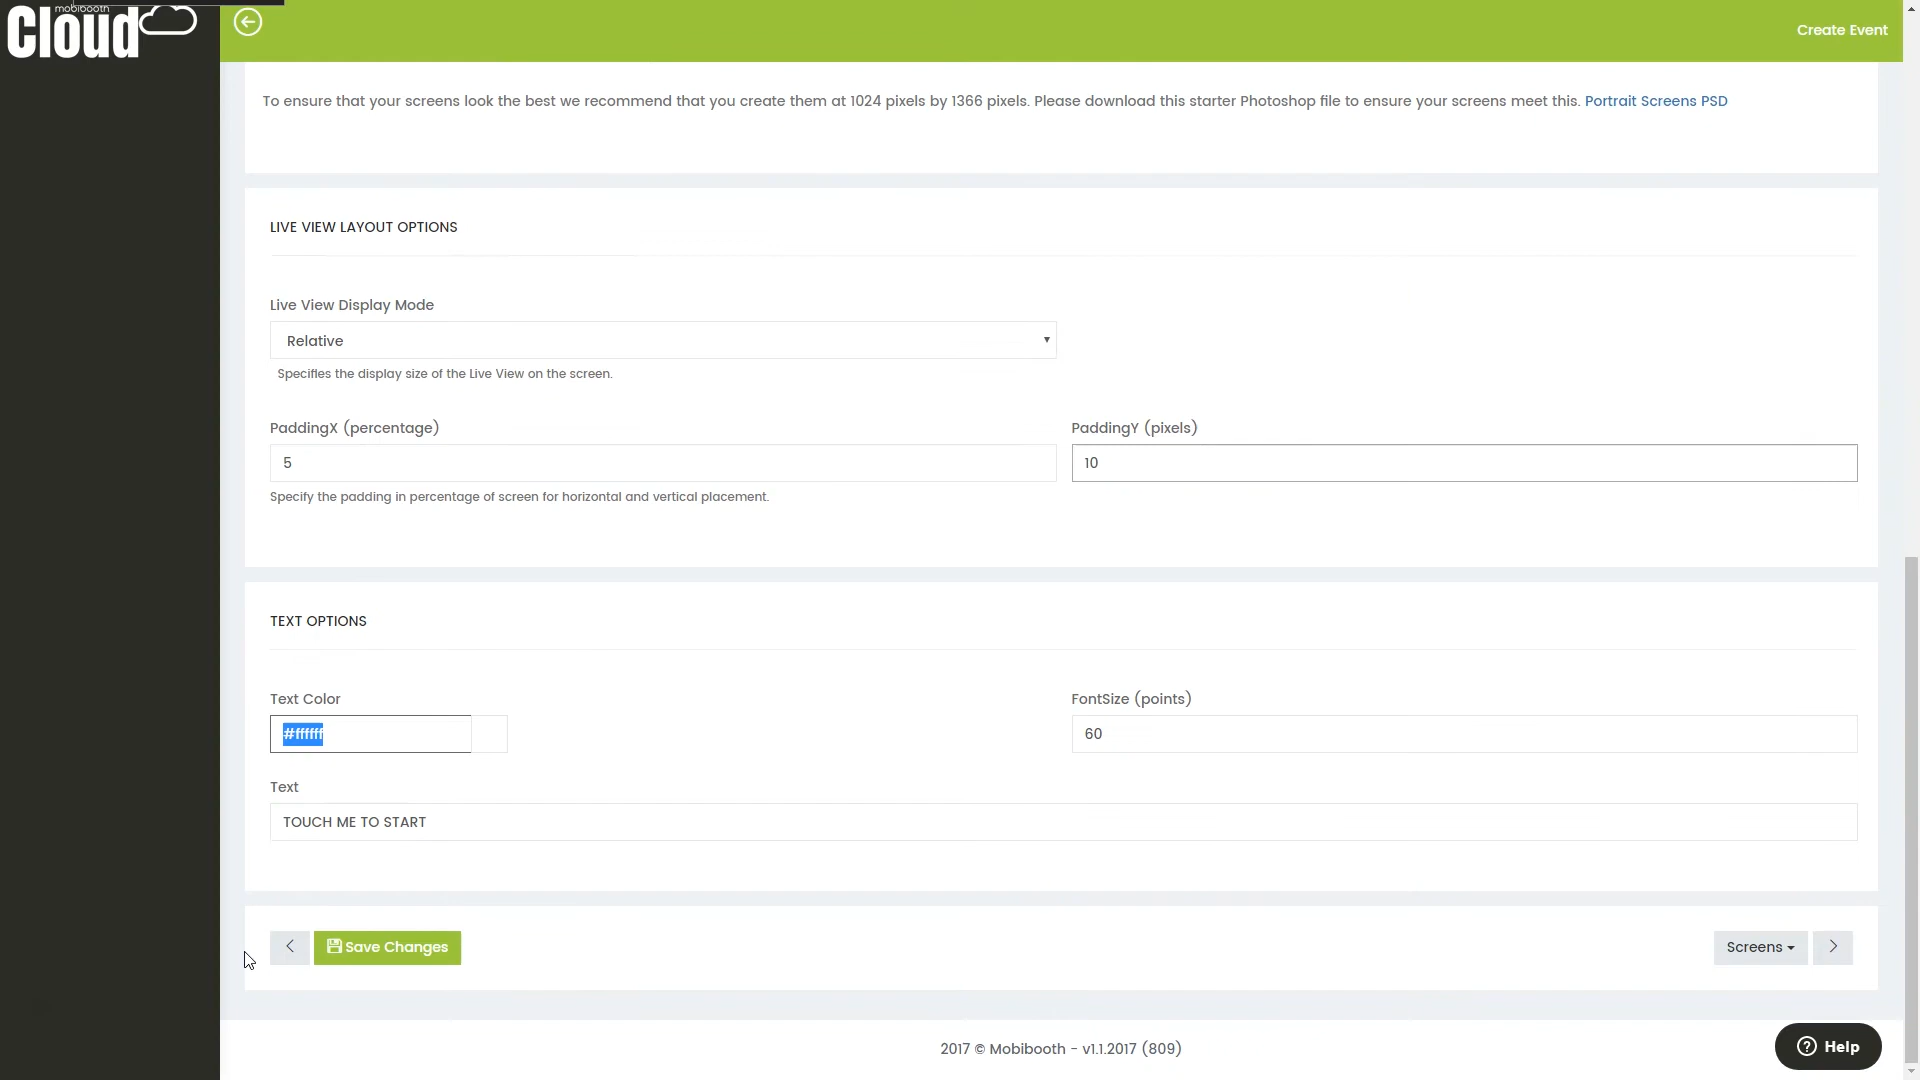 mobibooth
Cloud
Create Event
To ensure that your screens look the best we recommend that you create them at 1024 pixels by 1366 pixels. Please download this starter Photoshop file to ensure your screens meet this. Portrait Screens PSD
LIVE VIEW LAYOUT OPTIONS
Live View Display Mode
Relative
Specifies the display size of the Live View on the screen.
PaddingX (percentage)
PaddingY (pixels)
5
10
Specify the padding in percentage of screen for horizontal and vertical placement.
TEXT OPTIONS
Text Color
FontSize (points)
#ffffff
60
Text
TOUCH ME TO START
Save Changes
Screens
2017 © Mobibooth - v1.1.2017 (809)
Help